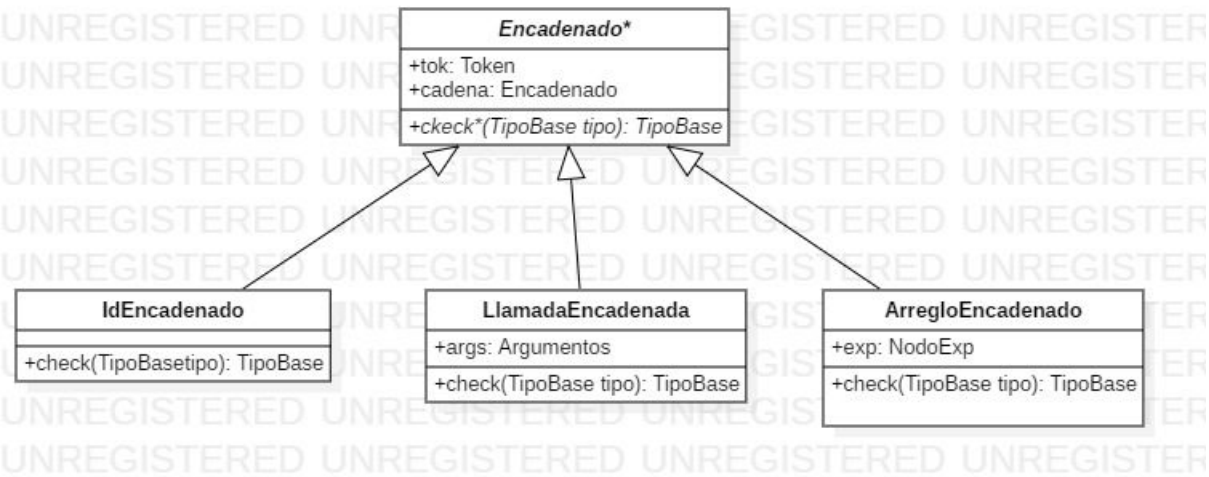 Encadenado*
+tok: Token
+cadena: Encadenado
+ckeck*(TipoBase tipo): TipoBase
IdEncadenado
+check(TipoBasetipo): TipoBase
LlamadaEncadenada
+args: Argumentos
+check(TipoBase tipo): TipoBase
ArregloEncadenado
+exp: NodoExp
+check(TipoBase tipo): TipoBase
UNREGISTERED UNREGISTERED UNREGISTERED UNREGISTERED